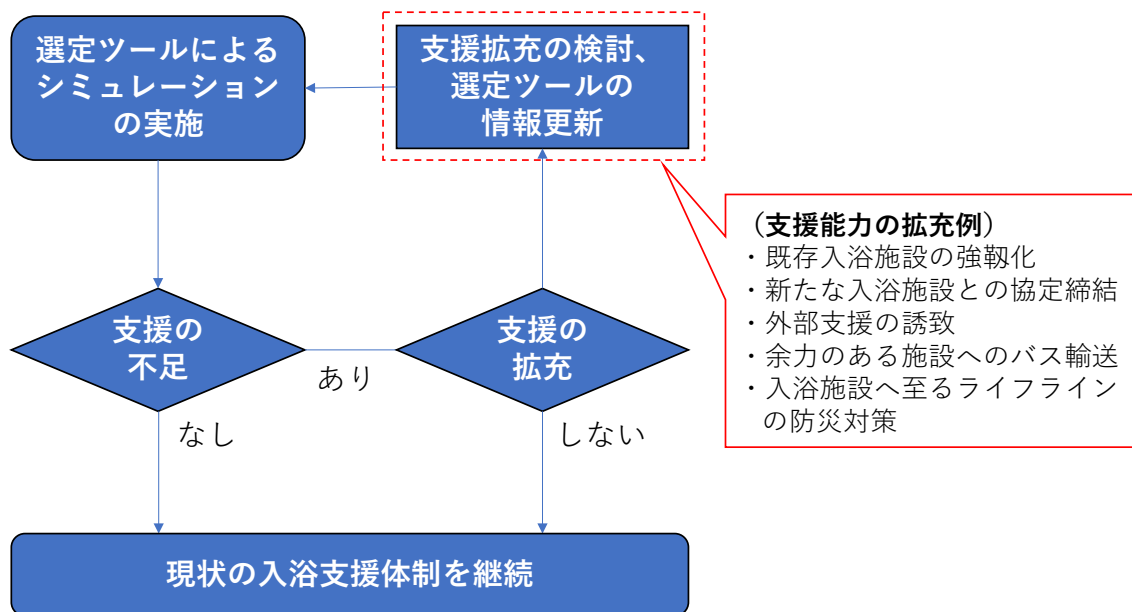 選定ツールによる
シミュレーション
の実施
支援拡充の検討、
選定ツールの
情報更新
（支援能力の拡充例）
・既存入浴施設の強靱化
・新たな入浴施設との協定締結
・外部支援の誘致
・余力のある施設へのバス輸送
・入浴施設へ至るライフライン
の防災対策
支援の
不足
あり
支援の
拡充
なし
しない
現状の入浴支援体制を継続